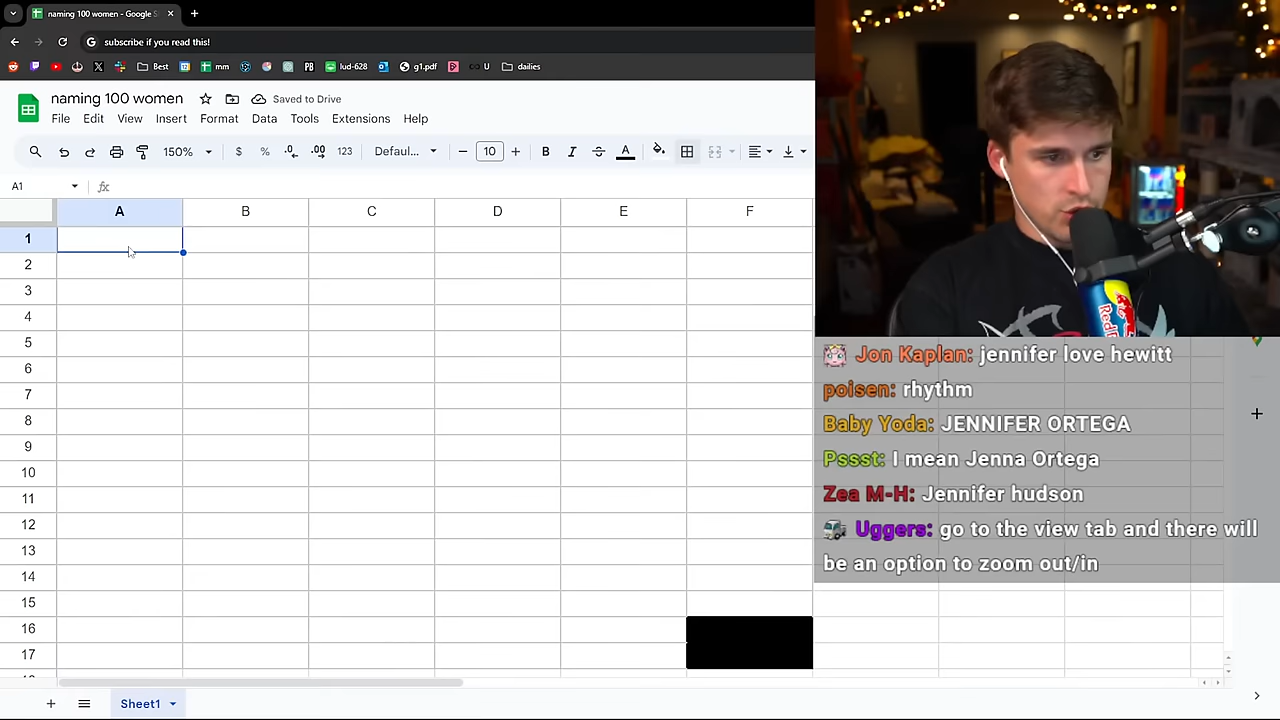 naming 100 women - Google S
subscribe if you read this!
Best
mm
lud-628
g1.pdf
U
dailies
naming 100 women
Saved to Drive
File Edit View Insert Format Data Tools Extensions Help
150% $ % .0 .00 123 Defaul... 10 B I A
A1 fx
A B C D E F
1
2
3
4
5
6
7
8
9
10
11
12
13
14
15
16
17
Jon Kaplan: jennifer love hewitt
poisen: rhythm
Baby Yoda: JENNIFER ORTEGA
Pssst: I mean Jenna Ortega
Zea M-H: Jennifer hudson
Uggers: go to the view tab and there will
be an option to zoom out/in
Sheet1